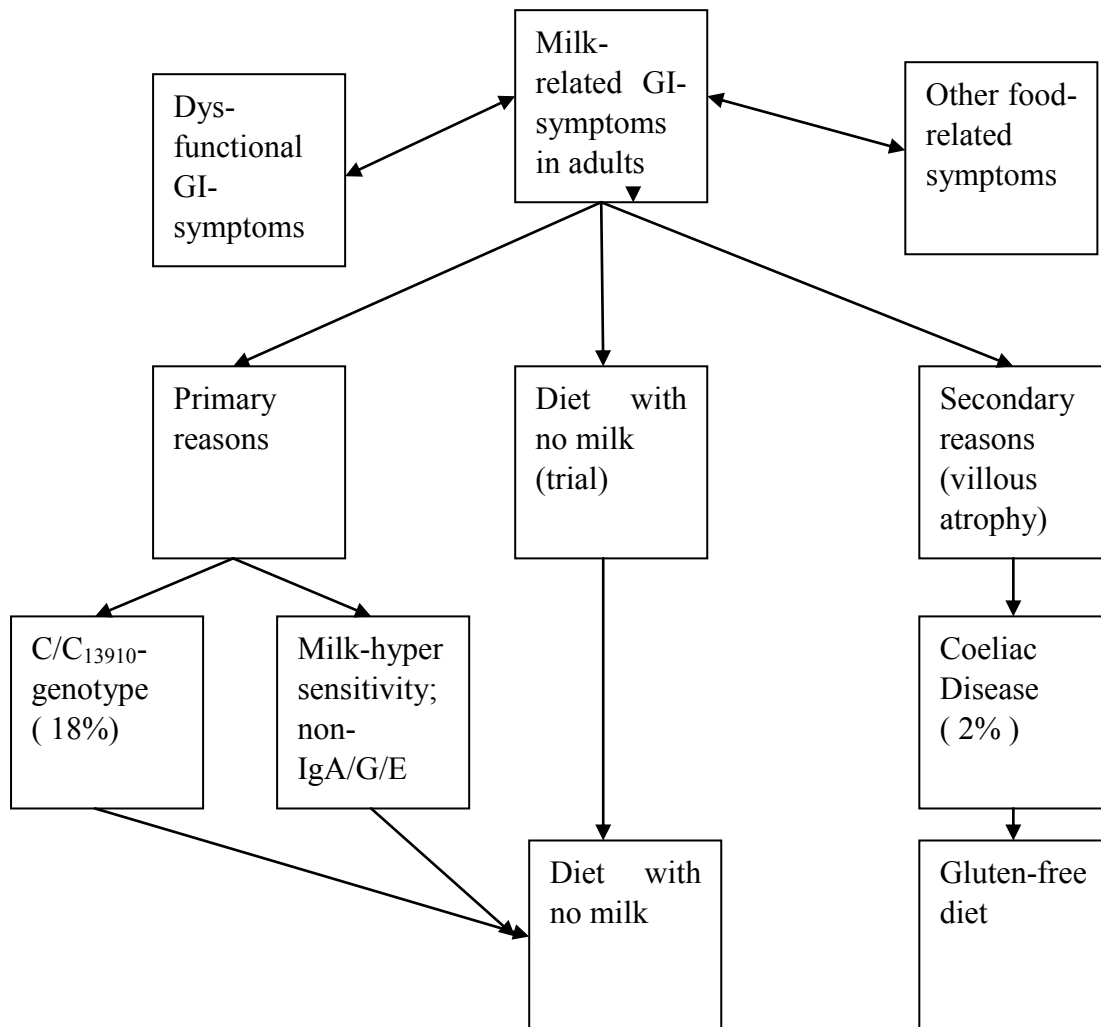 Milk-
related GI-
symptoms
in adults
Dys-
functional
GI-
symptoms
Other food-
related
symptoms
Primary
reasons
Diet with
no milk
(trial)
Secondary
reasons
(villous
atrophy)
C/C₁₃₉₁₀-
genotype
( 18%)
Milk-hyper
sensitivity;
non-
IgA/G/E
Coeliac
Disease
( 2% )
Diet with
no milk
Gluten-free
diet